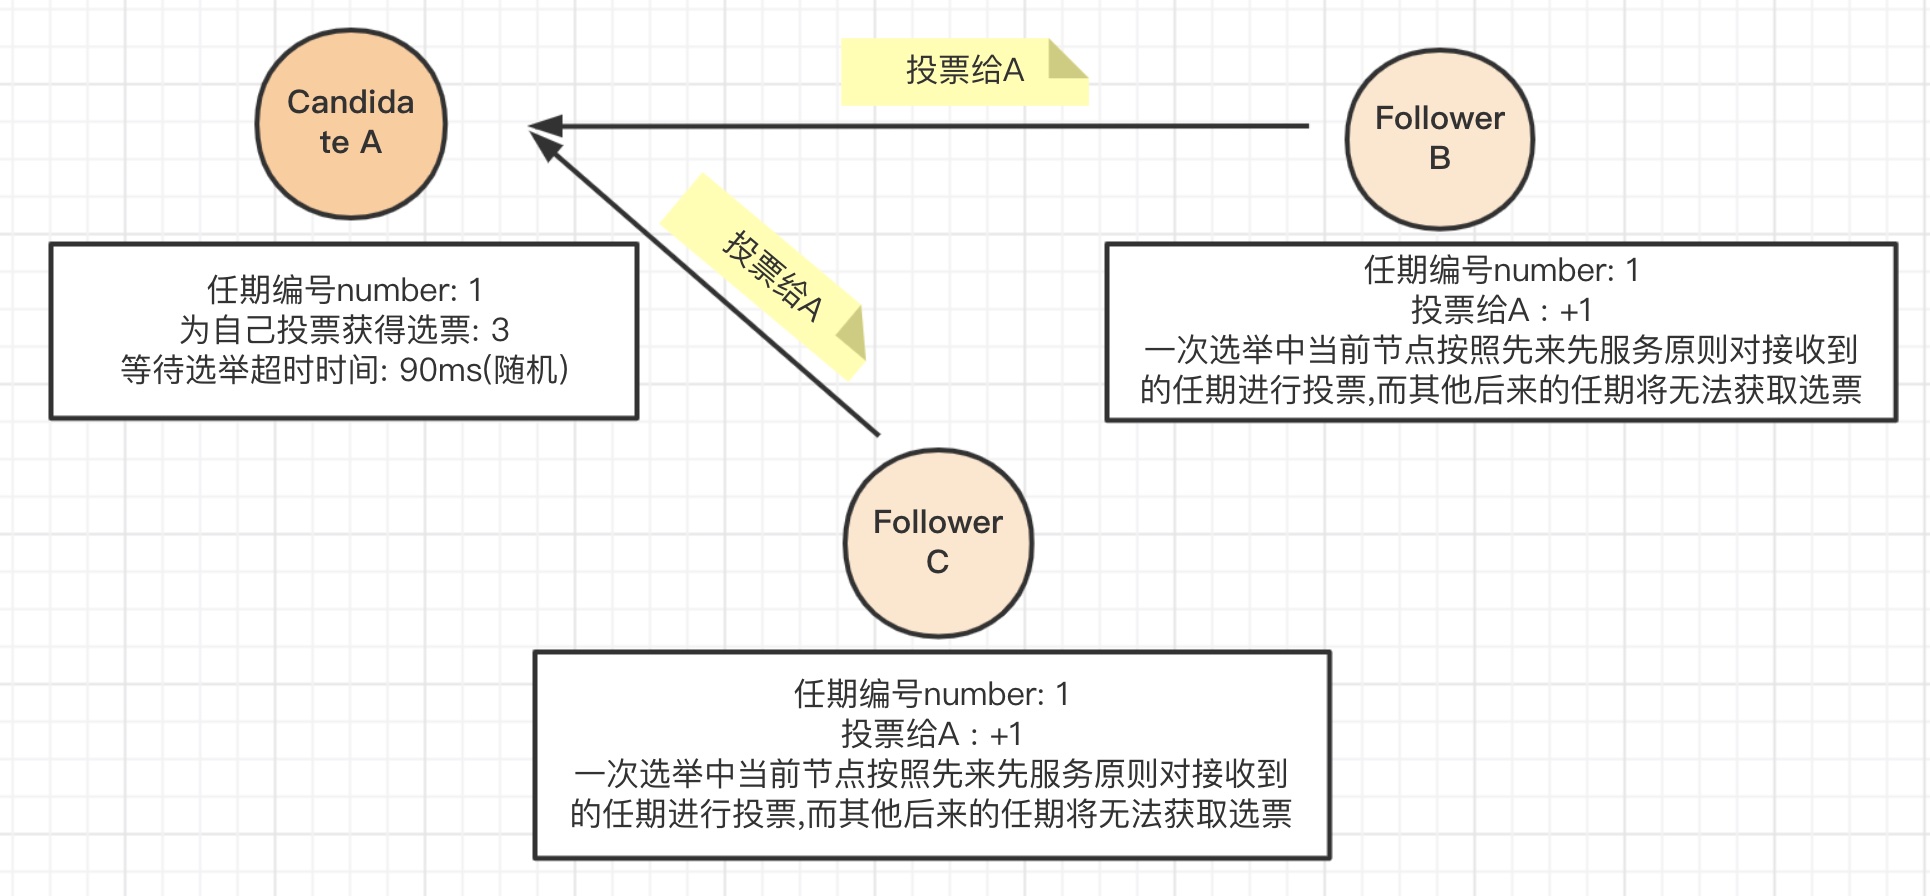 投票给A
Candida
te A
Follower
B
投票给A
任期编号number: 1
为自己投票获得选票: 3
等待选举超时时间: 90ms(随机)
任期编号number: 1
投票给A : +1
一次选举中当前节点按照先来先服务原则对接收到
的任期进行投票,而其他后来的任期将无法获取选票
Follower
C
任期编号number: 1
投票给A : +1
一次选举中当前节点按照先来先服务原则对接收到
的任期进行投票,而其他后来的任期将无法获取选票